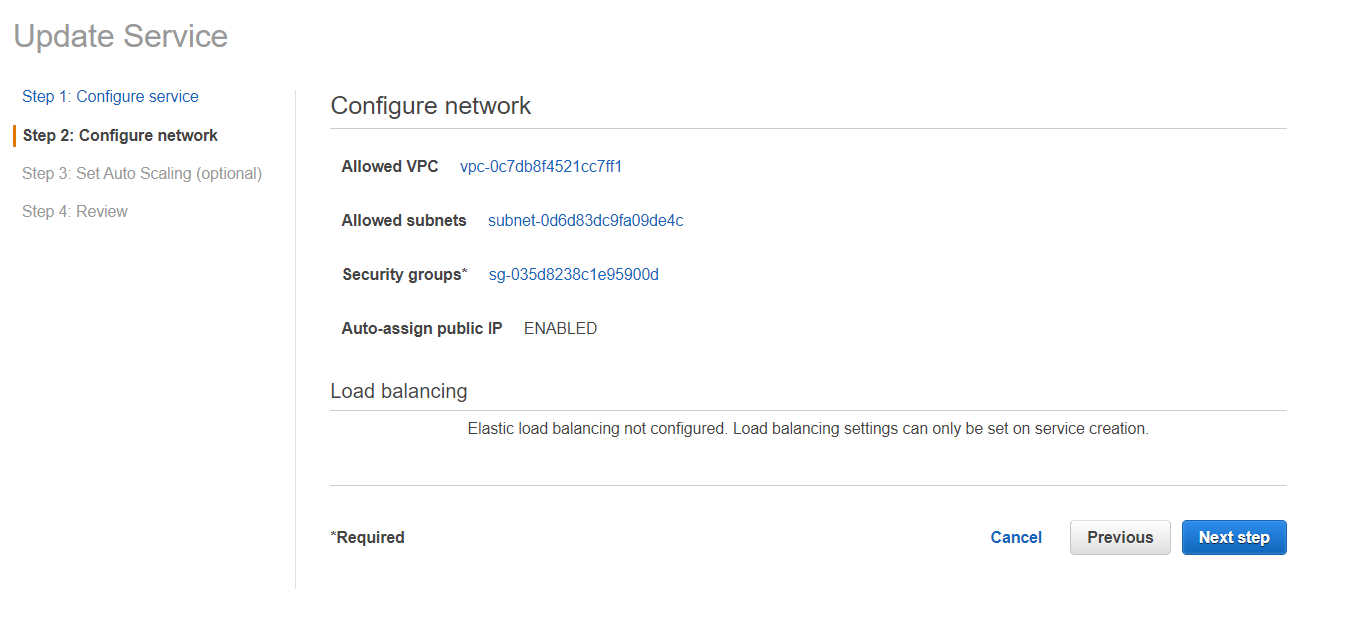 Update Service
Step 1: Configure service
Step 2: Configure network
Step 3: Set Auto Scaling (optional)
Step 4: Review
Configure network
Allowed VPC vpc-0c7db8f4521cc7ff1
Allowed subnets subnet-0d6d83dc9fa09de4c
Security groups* sg-035d8238c1e95900d
Auto-assign public IP ENABLED
Load balancing
Elastic load balancing not configured. Load balancing settings can only be set on service creation.
*Required
Cancel Previous Next step